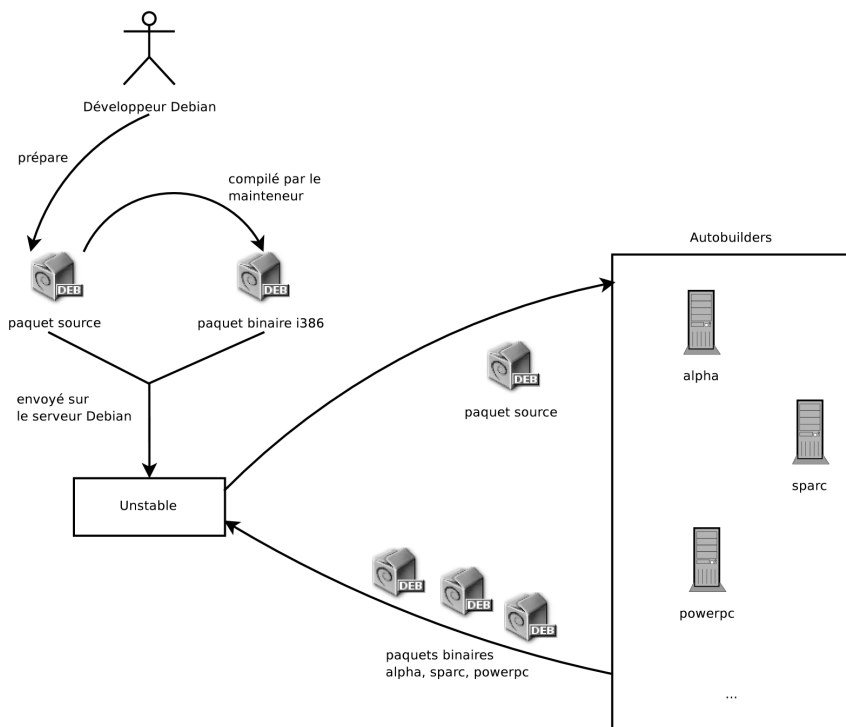 Développeur Debian
prépare
compilé par le
mainteneur
DEB
DEB
paquet source
paquet binaire i386
envoyé sur
le serveur Debian
Unstable
Autobuilders
DEB
paquet source
alpha
sparc
powerpc
...
DEB
DEB
DEB
paquets binaires
alpha, sparc, powerpc